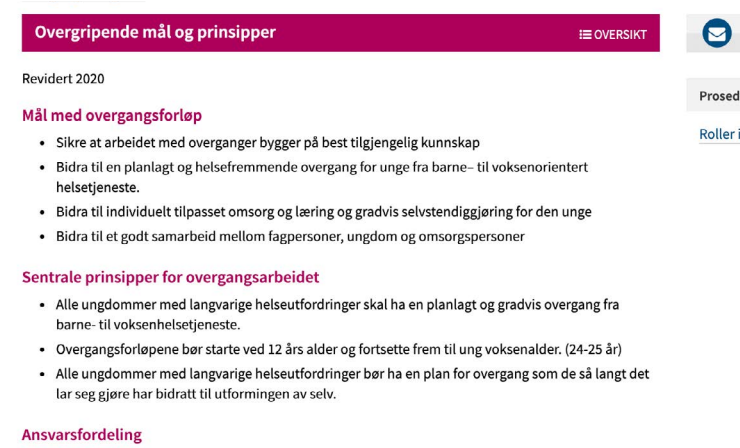 Overgripende mål og prinsipper
OVERSIKT
Revidert 2020
Mål med overgangsforløp
• Sikre at arbeidet med overganger bygger på best tilgjengelig kunnskap
• Bidra til en planlagt og helsefremmende overgang for unge fra barne– til voksenorientert
helsetjeneste.
• Bidra til individuelt tilpasset omsorg og læring og gradvis selvstendiggjøring for den unge
• Bidra til et godt samarbeid mellom fagpersoner, ungdom og omsorgspersoner
Sentrale prinsipper for overgangsarbeidet
• Alle ungdommer med langvarige helseutfordringer skal ha en planlagt og gradvis overgang fra
barne- til voksenhelsetjeneste.
• Overgangsforløpene bør starte ved 12 års alder og fortsette frem til ung voksenalder. (24-25 år)
• Alle ungdommer med langvarige helseutfordringer bør ha en plan for overgang som de så langt det
lar seg gjøre har bidratt til utformingen av selv.
Ansvarsfordeling
Prosed
Roller i